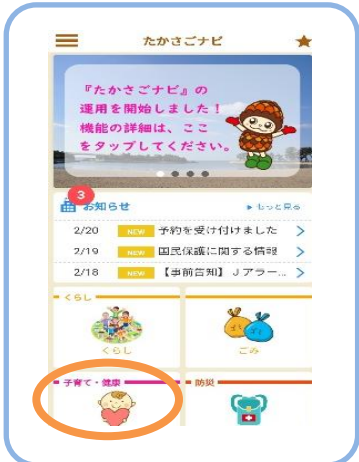 たかさごナビ
『たかさごナビ』の
運用を開始しました！
機能の詳細は、ここ
をタップしてください。
3
お知らせ
▶もっと見る
2/20 NEW 予約を受け付けました
2/19 NEW 国民保護に関する情報
2/18 NEW 【事前告知】Ｊアラー...
くらし
くらし
ごみ
子育て・健康
防災